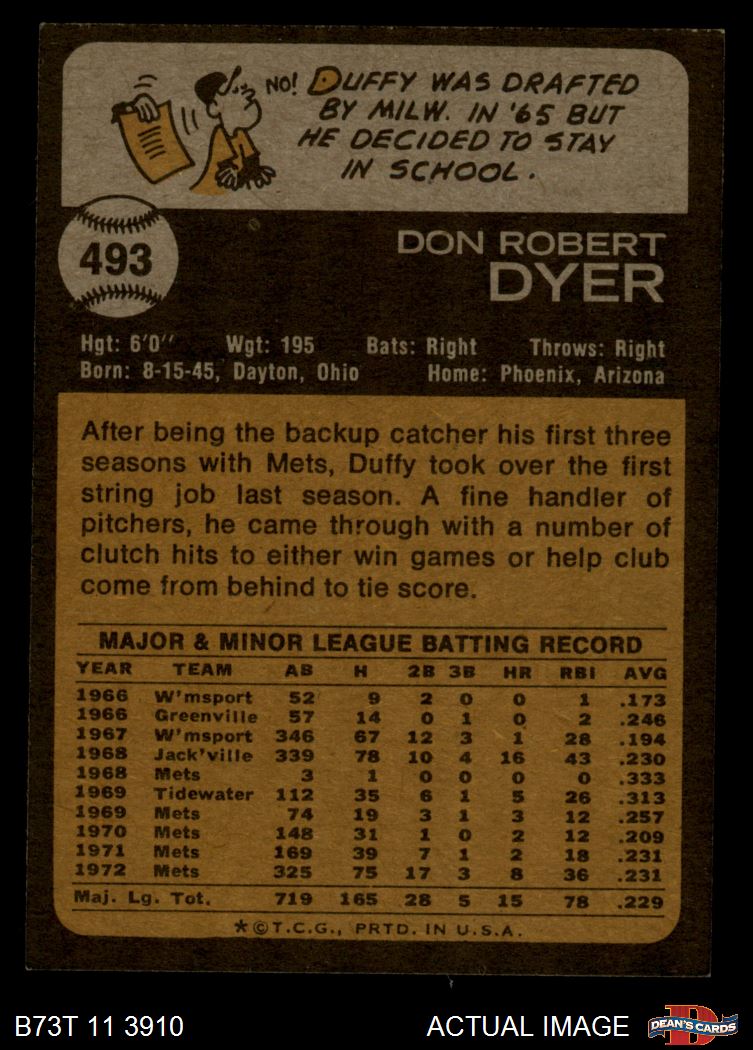 NO! DUFFY WAS DRAFTED
BY MILW. IN '65 BUT
HE DECIDED TO STAY
IN SCHOOL.
493
DON ROBERT
DYER
Hgt: 6'0" Wgt: 195 Bats: Right Throws: Right
Born: 8-15-45, Dayton, Ohio Home: Phoenix, Arizona
After being the backup catcher his first three
seasons with Mets, Duffy took over the first
string job last season. A fine handler of
pitchers, he came through with a number of
clutch hits to either win games or help club
come from behind to tie score.
MAJOR & MINOR LEAGUE BATTING RECORD
YEAR TEAM AB H 2B 3B HR RBI AVG
1966 W'msport 52 9 2 0 0 1 .173
1966 Greenville 57 14 0 1 0 2 .246
1967 W'msport 346 67 12 3 1 28 .194
1968 Jack'ville 339 78 10 4 16 43 .230
1968 Mets 3 1 0 0 0 0 .333
1969 Tidewater 112 35 6 1 5 26 .313
1969 Mets 74 19 3 1 3 12 .257
1970 Mets 148 31 1 0 2 12 .209
1971 Mets 169 39 7 1 2 18 .231
1972 Mets 325 75 17 3 8 36 .231
Maj. Lg. Tot. 719 165 28 5 15 78 .229
*©T.C.G., PRTD. IN U.S.A.
B73T 11 3910 ACTUAL IMAGE D DEAN'S CARDS